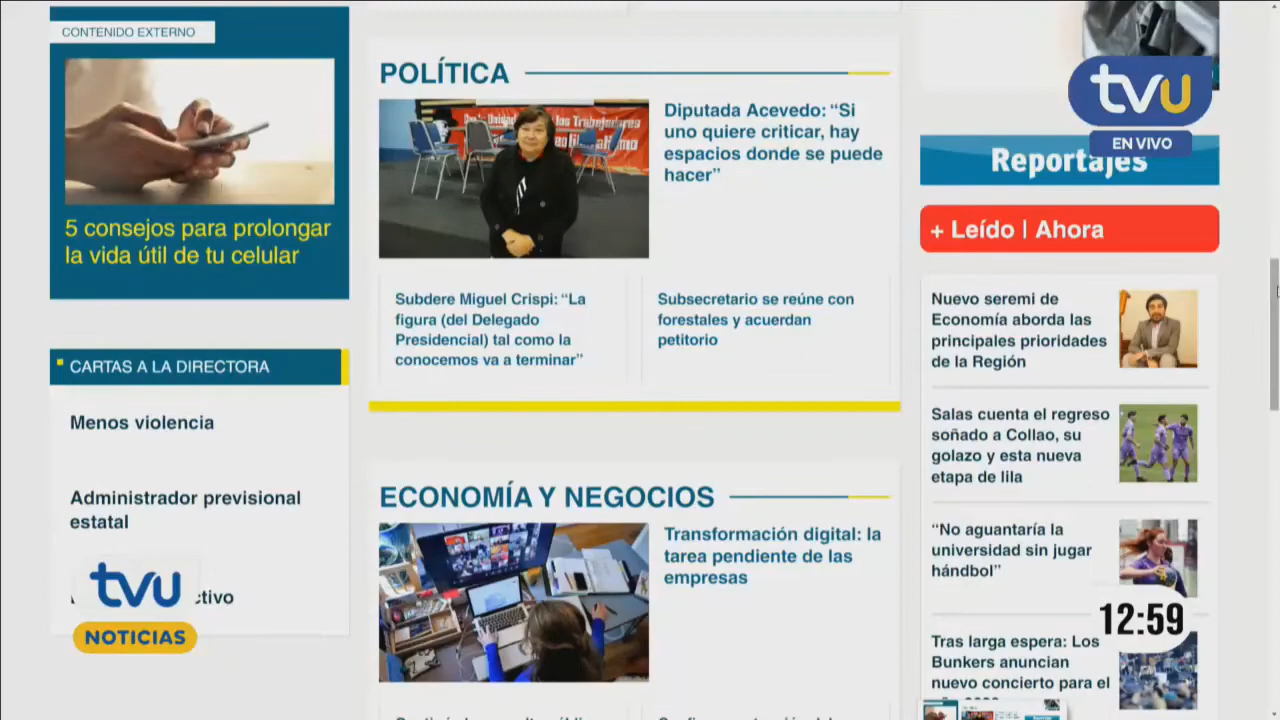 CONTENIDO EXTERNO
5 consejos para prolongar
la vida útil de tu celular
CARTAS A LA DIRECTORA
Menos violencia
Administrador previsional
estatal
ctivo
tvu
NOTICIAS
POLÍTICA
Diputada Acevedo: “Si
uno quiere criticar, hay
espacios donde se puede
hacer”
Subdere Miguel Crispi: “La
figura (del Delegado
Presidencial) tal como la
conocemos va a terminar”
Subsecretario se reúne con
forestales y acuerdan
petitorio
ECONOMÍA Y NEGOCIOS
Transformación digital: la
tarea pendiente de las
empresas
tvu
EN VIVO
Reportajes
+ Leído | Ahora
Nuevo seremi de
Economía aborda las
principales prioridades
de la Región
Salas cuenta el regreso
soñado a Collao, su
golazo y esta nueva
etapa de lila
“No aguantaría la
universidad sin jugar
hándbol”
12:59
Tras larga espera: Los
Bunkers anuncian
nuevo concierto para el